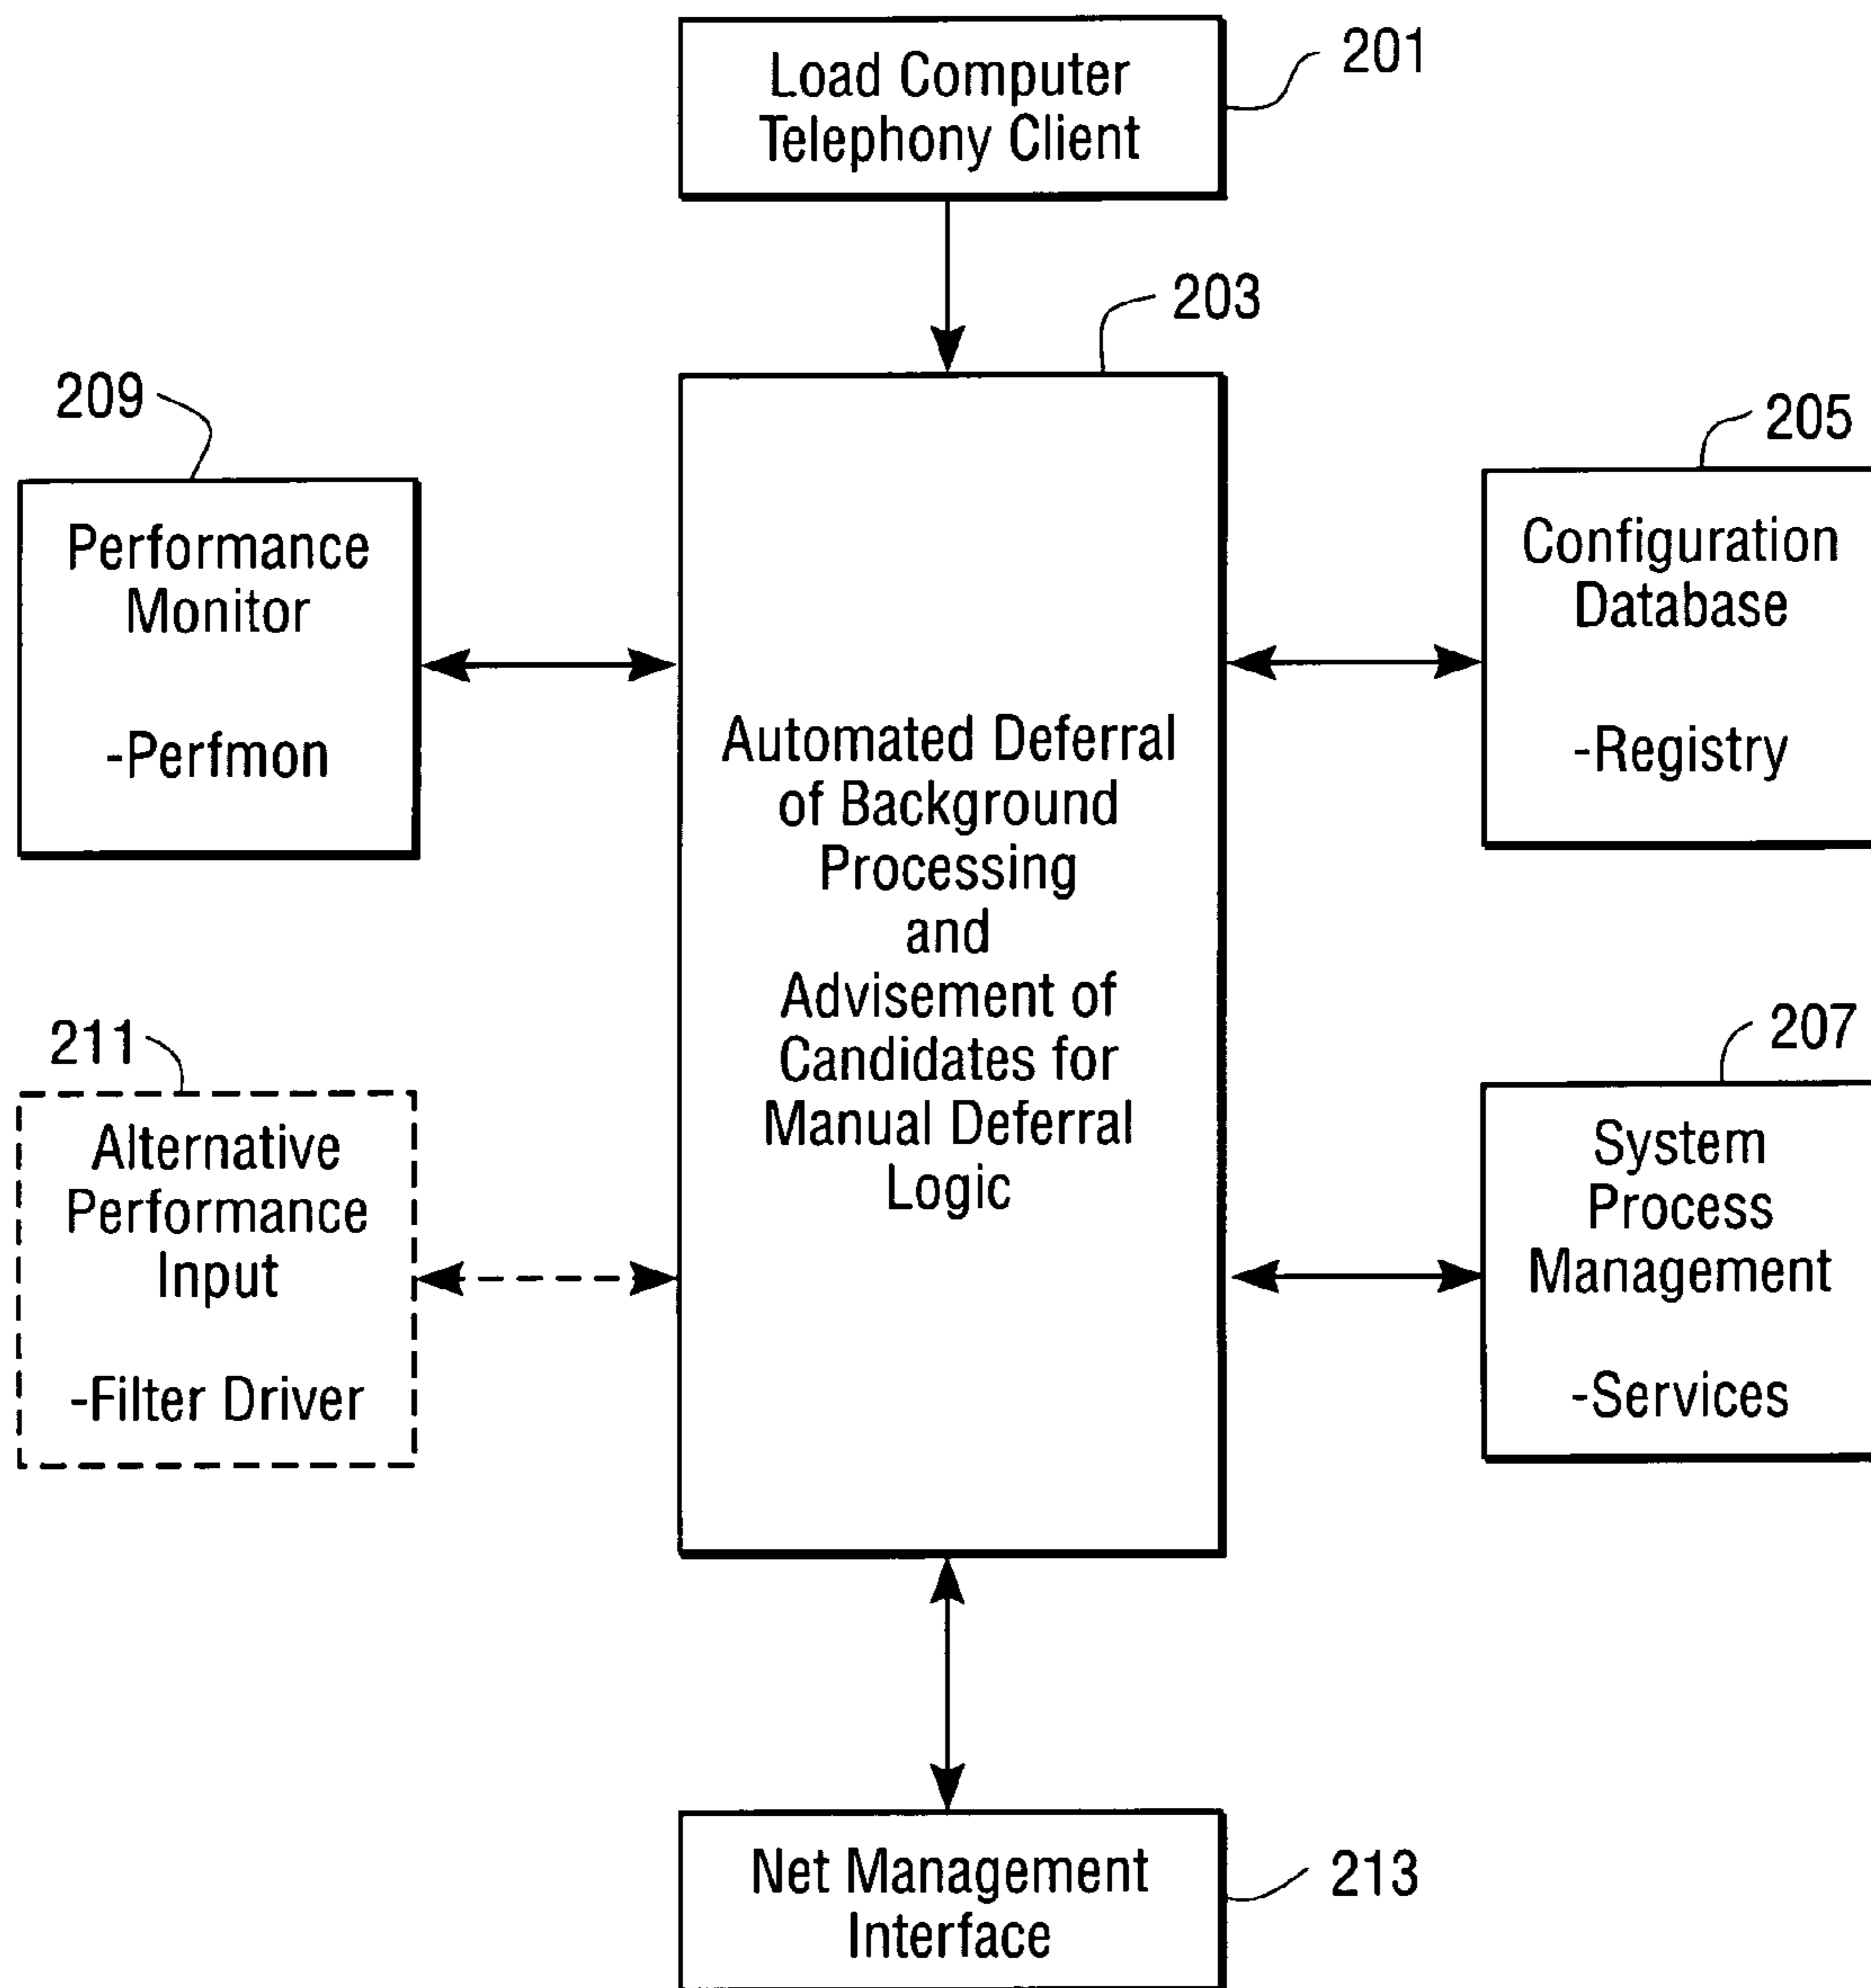 Load Computer
Telephony Client
201
203
209
Performance
Monitor
-Perfmon
205
Configuration
Database
-Registry
Automated Deferral
of Background
Processing
and
Advisement of
Candidates for
Manual Deferral
Logic
211
Alternative
Performance
Input
-Filter Driver
207
System
Process
Management
-Services
Net Management
Interface
213